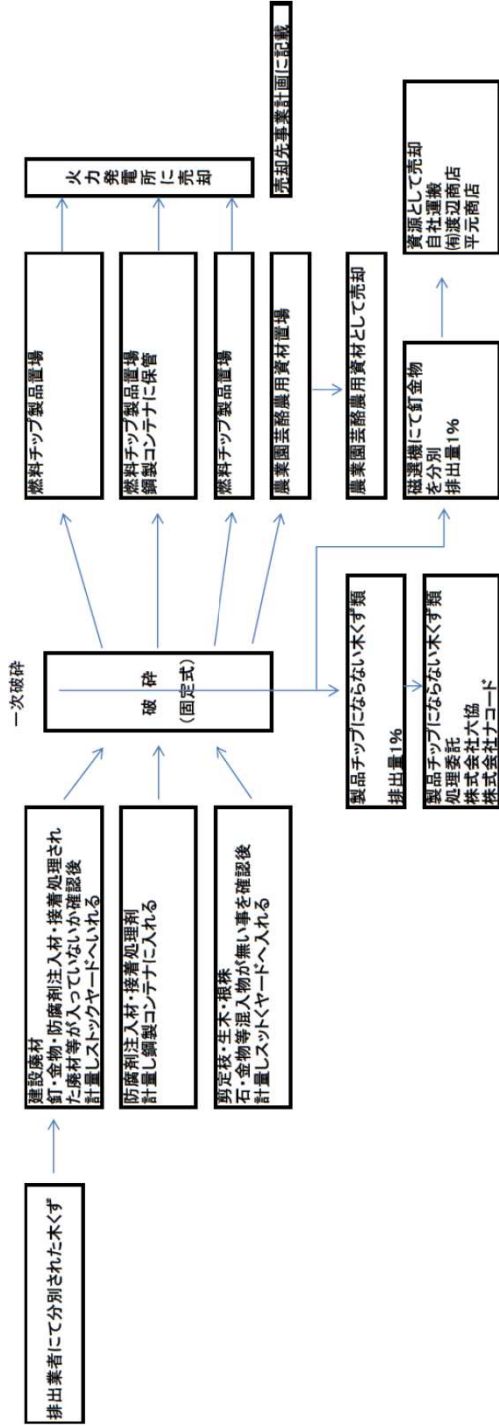 排出業者にて分別された木くず
建設廃材
釘・金物・防腐剤注入材・接着処理され
た廃材等が入っていないか確認後
計量しストックヤードへいれる
防腐剤注入材・接着処理剤
計量し鋼製コンテナに入れる
剪定枝・生木・根株
石・金物等混入物が無い事を確認後
計量しスットくヤードへ入れる
一次破砕
破 砕
(固定式)
燃料チップ製品置場
燃料チップ製品置場
鋼製コンテナに保管
燃料チップ製品置場
農業園芸酪農用資材置場
農業園芸酪農用資材として売却
火力発電所に売却
売却先事業計画に記載
製品チップにならない木くず類
排出量1%
製品チップにならない木くず類
処理委託
株式会社六協
株式会社ナコード
磁選機にて釘金物
を分別
排出量1%
資源として売却
自社運搬
㈲渡辺商店
平元商店